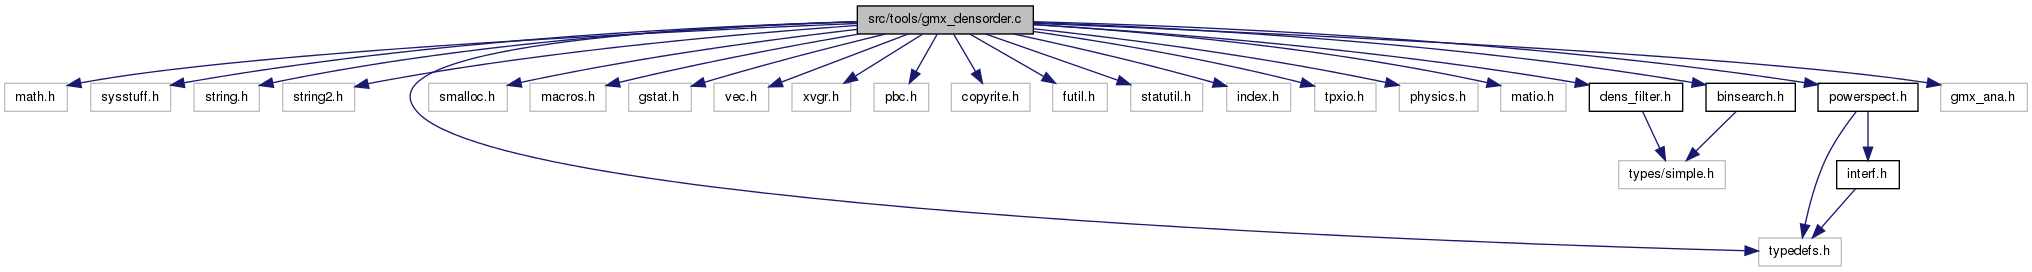 src/tools/gmx_densorder.c
math.h
sysstuff.h
string.h
string2.h
smalloc.h
macros.h
gstat.h
vec.h
xvgr.h
pbc.h
copyrite.h
futil.h
statutil.h
index.h
tpxio.h
physics.h
matio.h
dens_filter.h
binsearch.h
powerspect.h
gmx_ana.h
types/simple.h
interf.h
typedefs.h